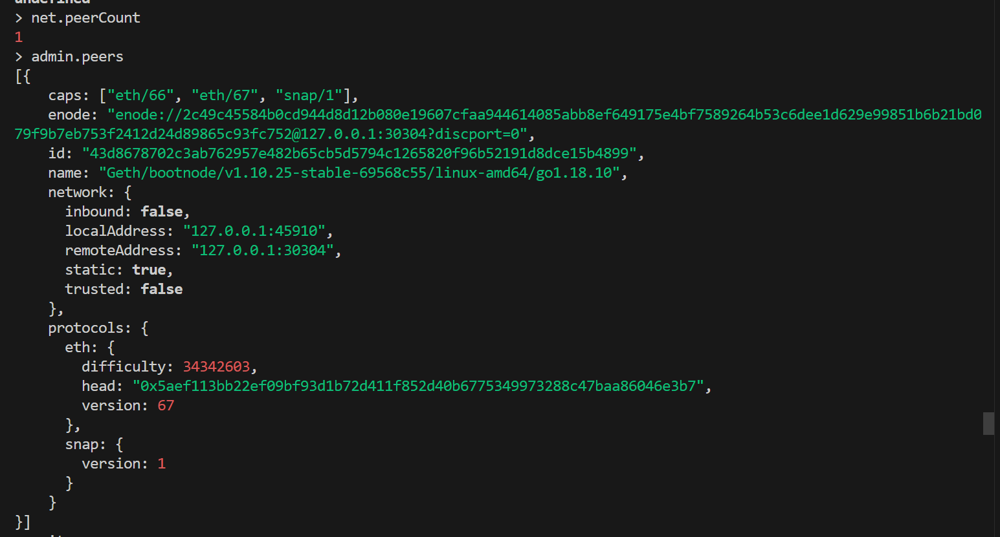 undefined
> net.peerCount
1
> admin.peers
[{
    caps: ["eth/66", "eth/67", "snap/1"],
    enode: "enode://2c49c45584b0cd944d8d12b080e19607cfaa944614085abb8ef649175e4bf7589264b53c6dee1d629e99851b6b21bd0
79f9b7eb753f2412d24d89865c93fc752@127.0.0.1:30304?discport=0",
    id: "43d8678702c3ab762957e482b65cb5d5794c1265820f96b52191d8dce15b4899",
    name: "Geth/bootnode/v1.10.25-stable-69568c55/linux-amd64/go1.18.10",
    network: {
      inbound: false,
      localAddress: "127.0.0.1:45910",
      remoteAddress: "127.0.0.1:30304",
      static: true,
      trusted: false
    },
    protocols: {
      eth: {
        difficulty: 34342603,
        head: "0x5aef113bb22ef09bf93d1b72d411f852d40b6775349973288c47baa86046e3b7",
        version: 67
      },
      snap: {
        version: 1
      }
    }
}]